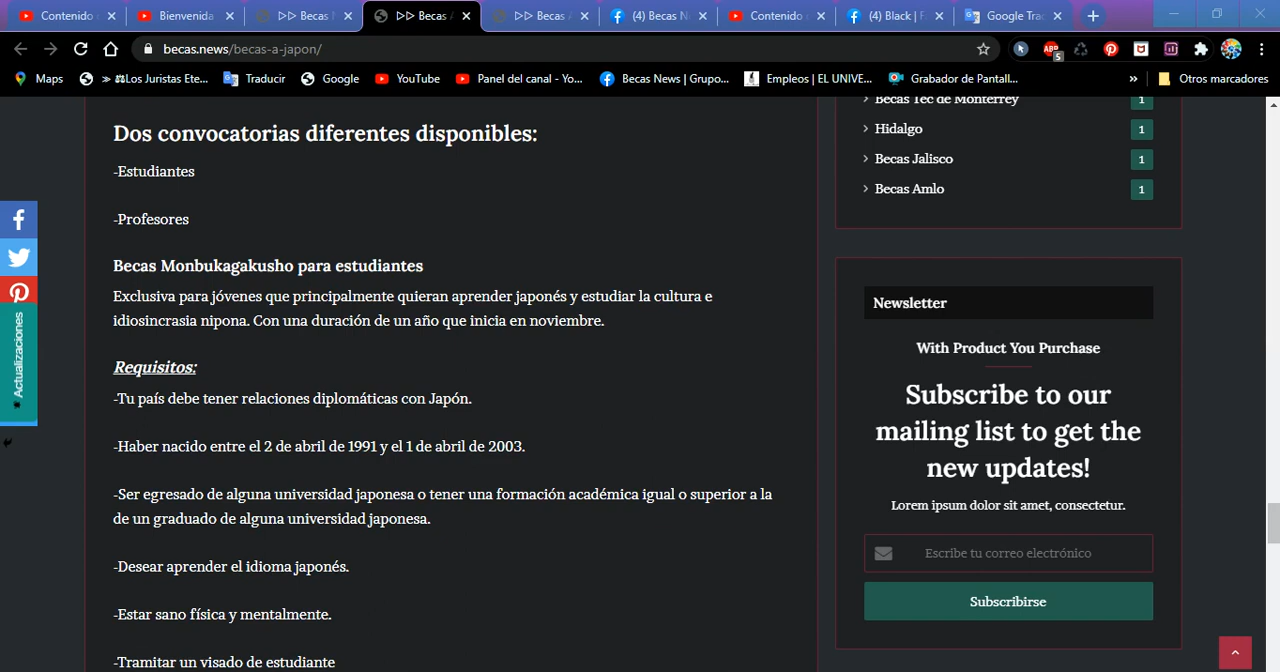 Contenido
Bienvenida
▷▷ Becas N
▷▷ Becas A
▷▷ Becas A
(4) Becas N
Contenido
(4) Black | F
Google Tra
becas.news/becas-a-japon/
ABP
5
Maps
» ⚖Los Juristas Ete...
Traducir
Google
YouTube
Panel del canal - Yo...
Becas News | Grupo...
Empleos | EL UNIVE...
Grabador de Pantall...
»
Otros marcadores
Dos convocatorias diferentes disponibles:
-Estudiantes
-Profesores
Becas Monbukagakusho para estudiantes
Exclusiva para jóvenes que principalmente quieran aprender japonés y estudiar la cultura e
idiosincrasia nipona. Con una duración de un año que inicia en noviembre.
Requisitos:
-Tu país debe tener relaciones diplomáticas con Japón.
-Haber nacido entre el 2 de abril de 1991 y el 1 de abril de 2003.
-Ser egresado de alguna universidad japonesa o tener una formación académica igual o superior a la
de un graduado de alguna universidad japonesa.
-Desear aprender el idioma japonés.
-Estar sano física y mentalmente.
-Tramitar un visado de estudiante
Actualizaciones
Becas Tec de Monterrey 1
Hidalgo 1
Becas Jalisco 1
Becas Amlo 1
Newsletter
With Product You Purchase
Subscribe to our
mailing list to get the
new updates!
Lorem ipsum dolor sit amet, consectetur.
Escribe tu correo electrónico
Subscribirse